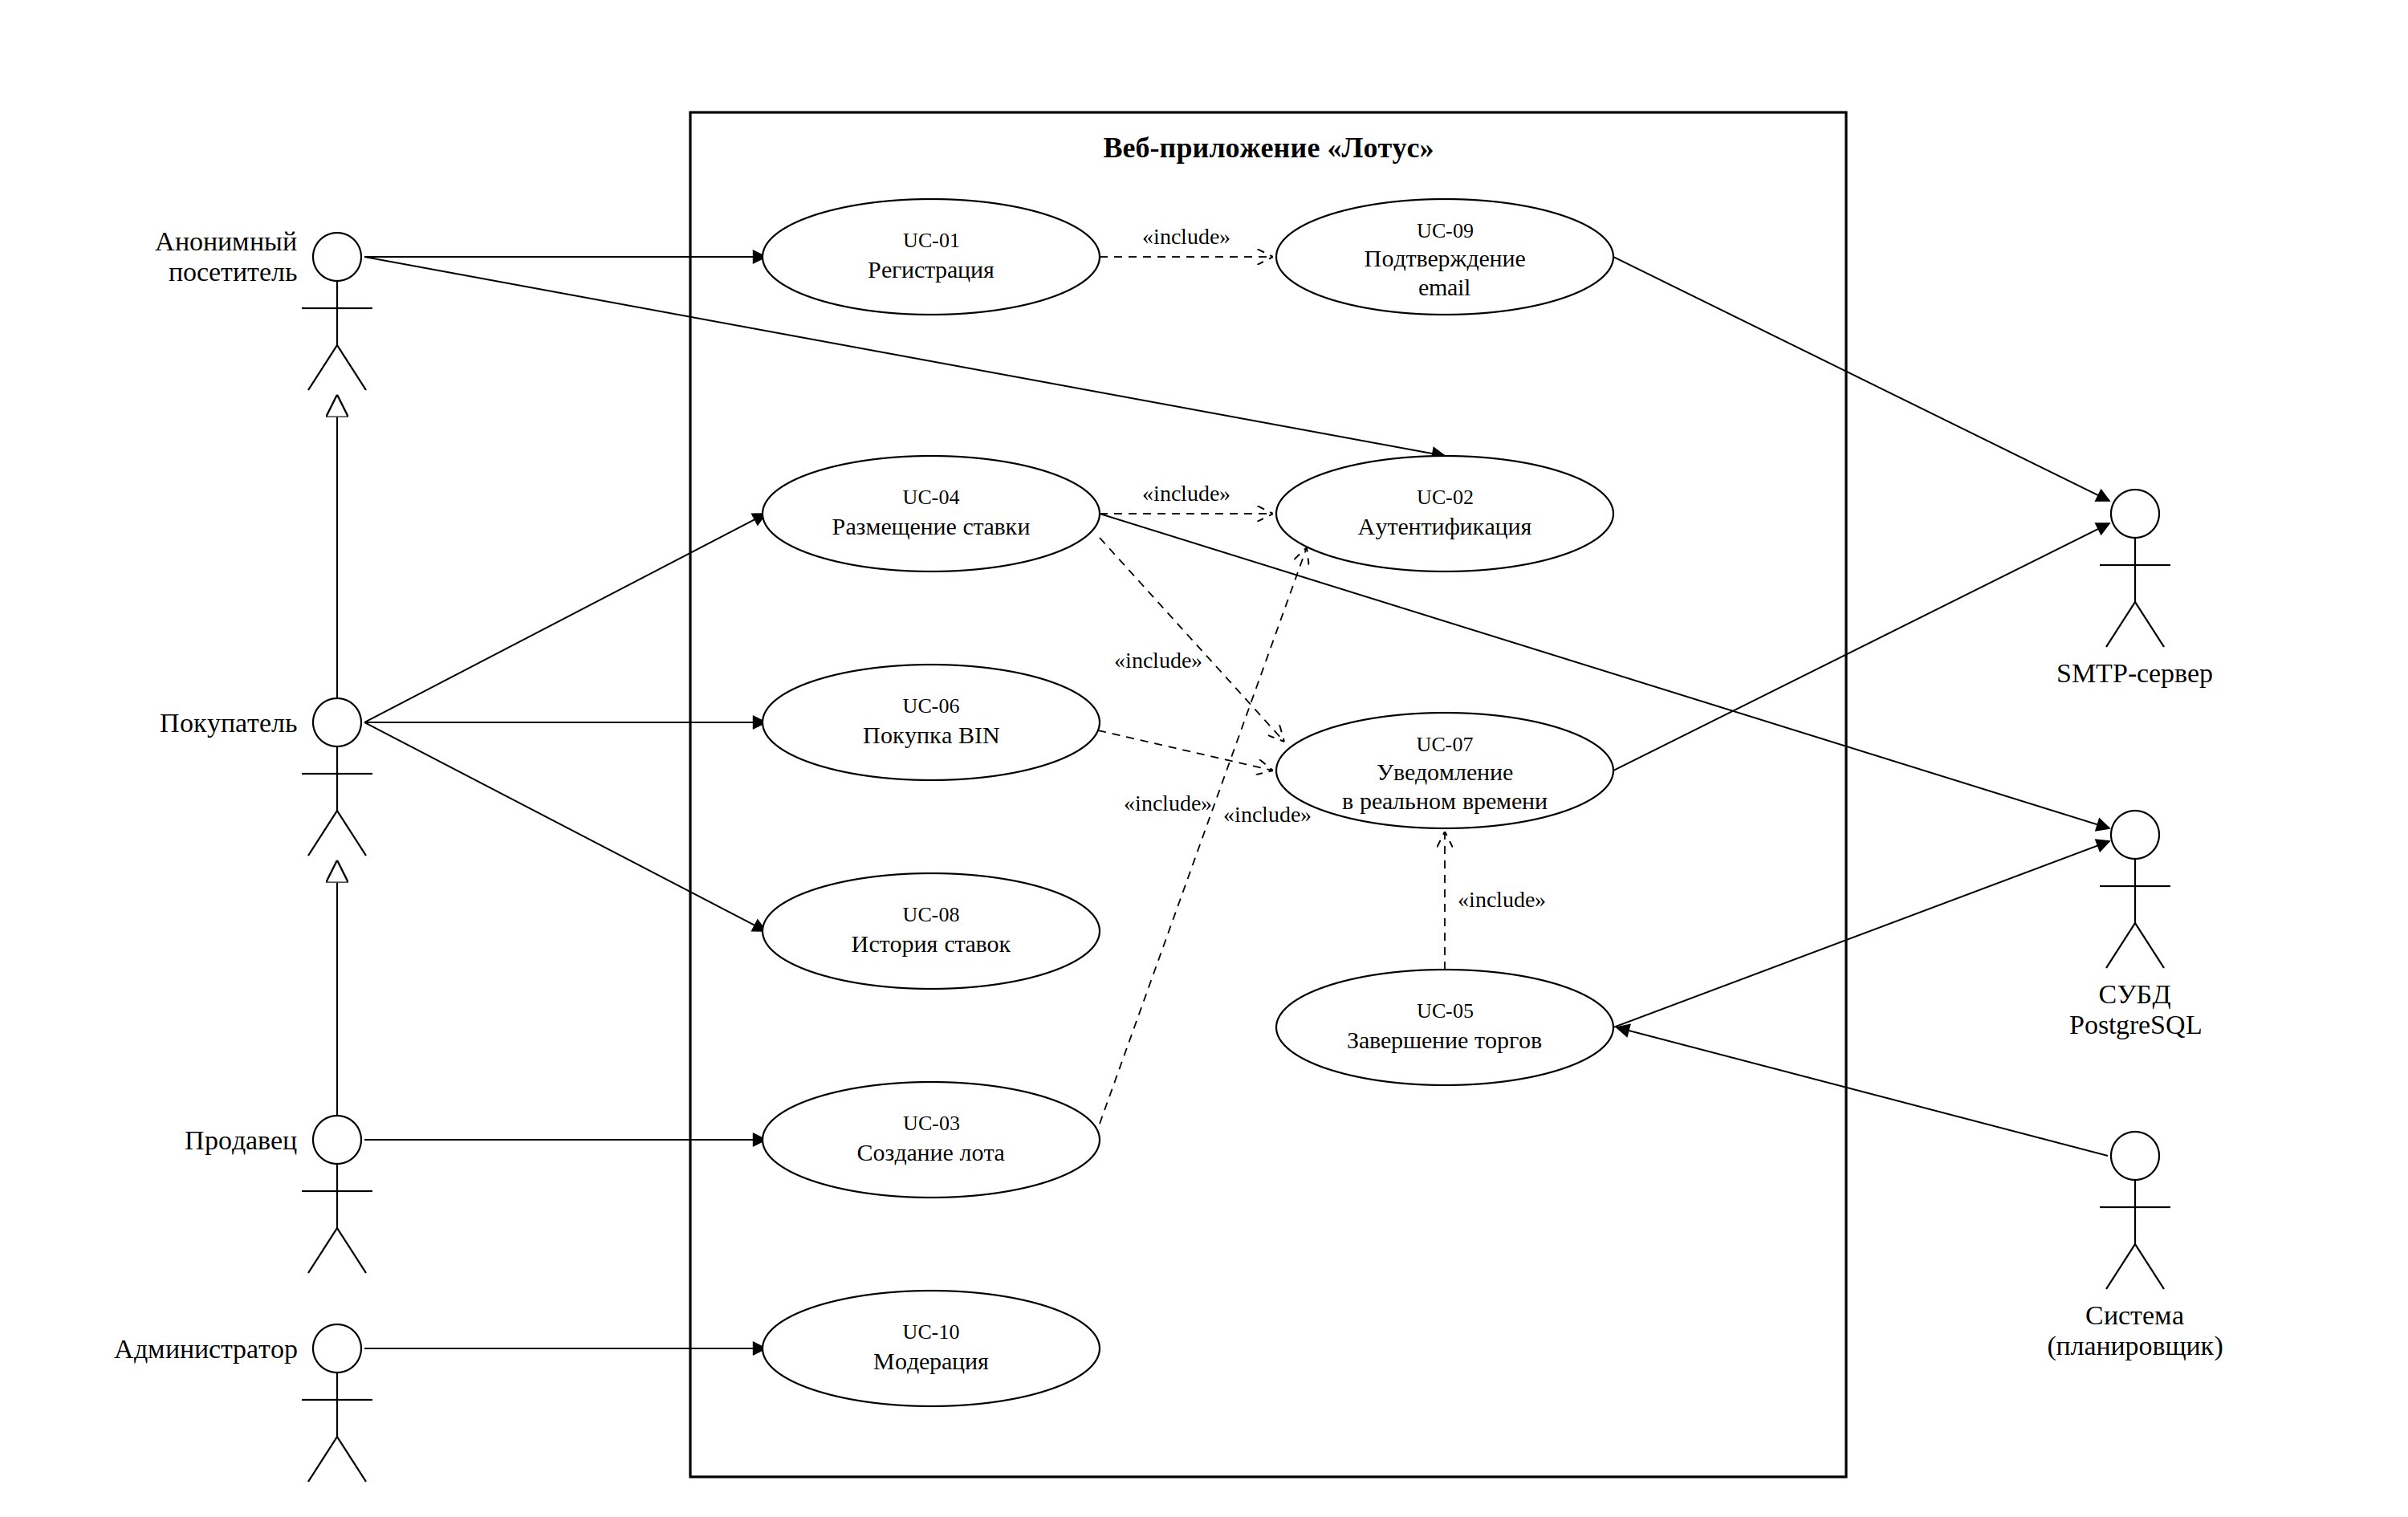 Веб-приложение «Лотус»
Анонимный
посетитель
UC-01
Регистрация
«include»
UC-09
Подтверждение
email
UC-04
Размещение ставки
«include»
UC-02
Аутентификация
SMTP-сервер
«include»
Покупатель
UC-06
Покупка BIN
UC-07
Уведомление
в реальном времени
«include»
«include»
UC-08
История ставок
«include»
СУБД
PostgreSQL
UC-05
Завершение торгов
Продавец
UC-03
Создание лота
Система
(планировщик)
Администратор
UC-10
Модерация